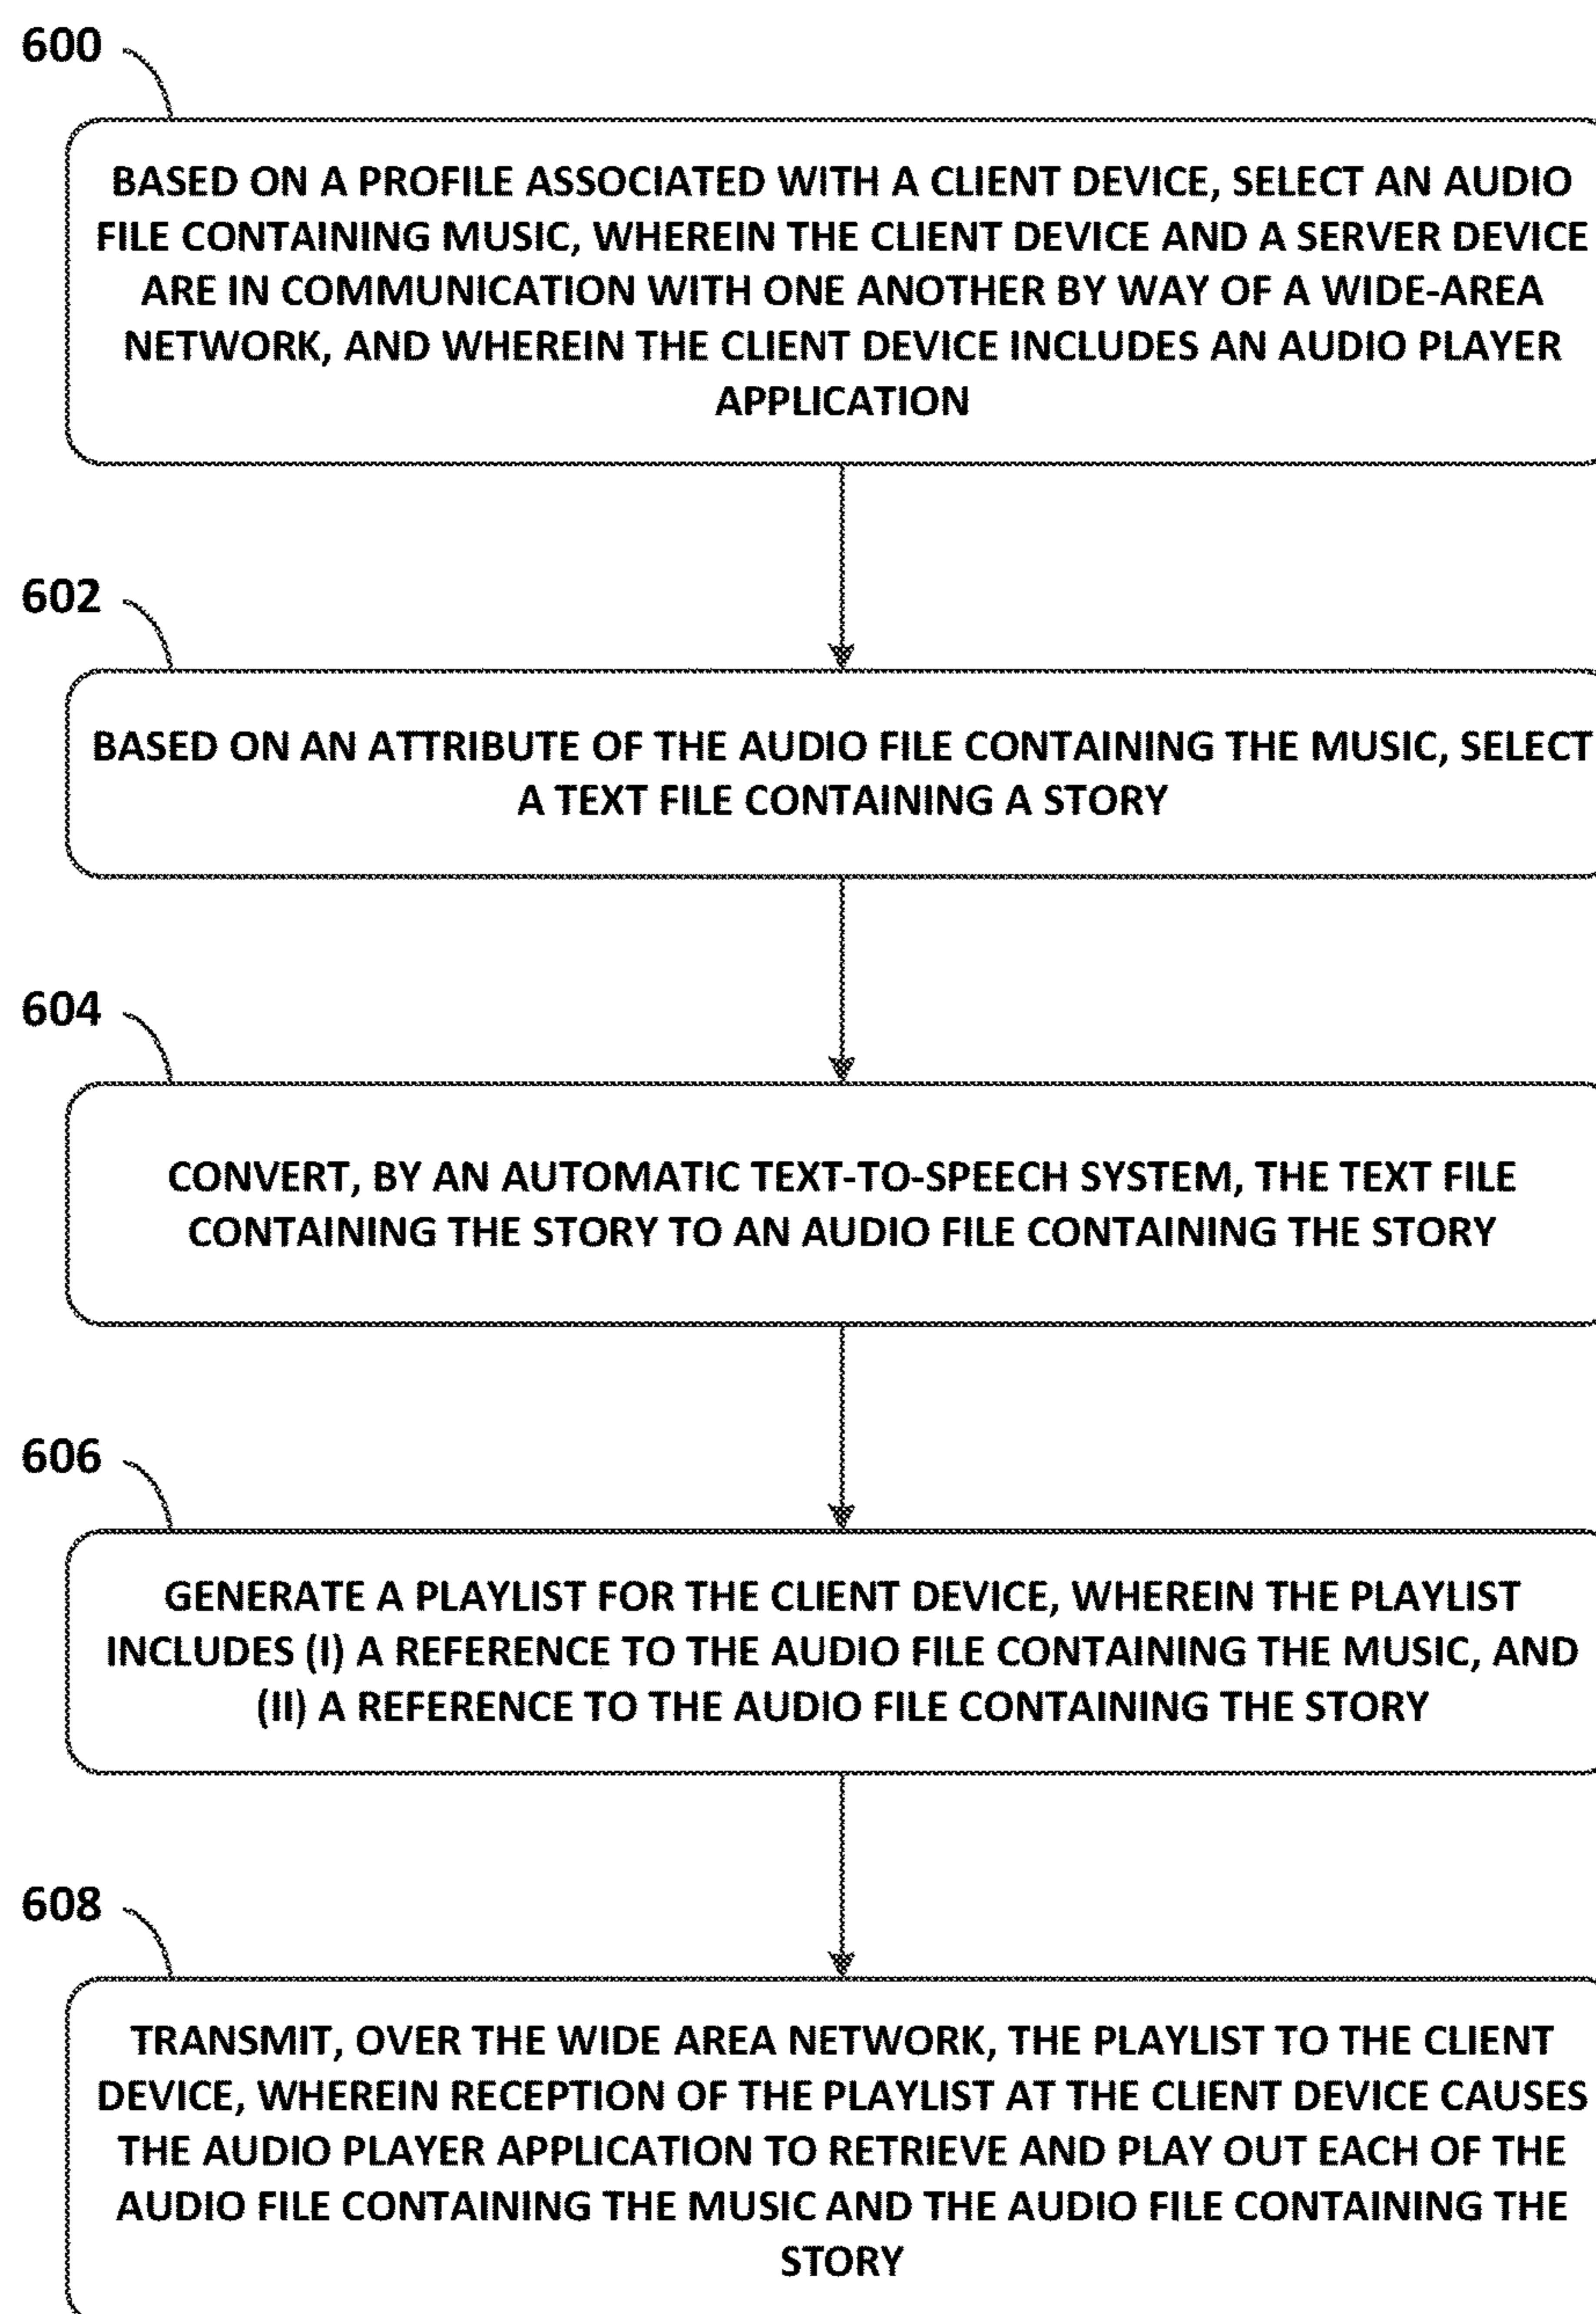 600
BASED ON A PROFILE ASSOCIATED WITH A CLIENT DEVICE, SELECT AN AUDIO
FILE CONTAINING MUSIC, WHEREIN THE CLIENT DEVICE AND A SERVER DEVICE
ARE IN COMMUNICATION WITH ONE ANOTHER BY WAY OF A WIDE-AREA
NETWORK, AND WHEREIN THE CLIENT DEVICE INCLUDES AN AUDIO PLAYER
APPLICATION
602
BASED ON AN ATTRIBUTE OF THE AUDIO FILE CONTAINING THE MUSIC, SELECT
A TEXT FILE CONTAINING A STORY
604
CONVERT, BY AN AUTOMATIC TEXT-TO-SPEECH SYSTEM, THE TEXT FILE
CONTAINING THE STORY TO AN AUDIO FILE CONTAINING THE STORY
606
GENERATE A PLAYLIST FOR THE CLIENT DEVICE, WHEREIN THE PLAYLIST
INCLUDES (I) A REFERENCE TO THE AUDIO FILE CONTAINING THE MUSIC, AND
(II) A REFERENCE TO THE AUDIO FILE CONTAINING THE STORY
608
TRANSMIT, OVER THE WIDE AREA NETWORK, THE PLAYLIST TO THE CLIENT
DEVICE, WHEREIN RECEPTION OF THE PLAYLIST AT THE CLIENT DEVICE CAUSES
THE AUDIO PLAYER APPLICATION TO RETRIEVE AND PLAY OUT EACH OF THE
AUDIO FILE CONTAINING THE MUSIC AND THE AUDIO FILE CONTAINING THE
STORY